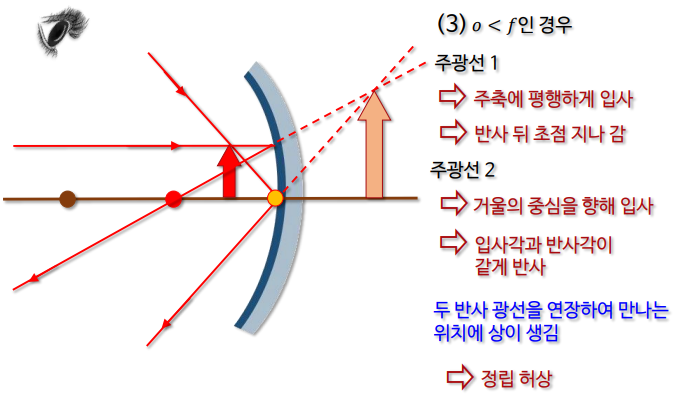 (3) o < f인 경우
주광선 1
주축에 평행하게 입사
반사 뒤 초점 지나 감
주광선 2
거울의 중심을 향해 입사
입사각과 반사각이
같게 반사
두 반사 광선을 연장하여 만나는
위치에 상이 생김
정립 허상